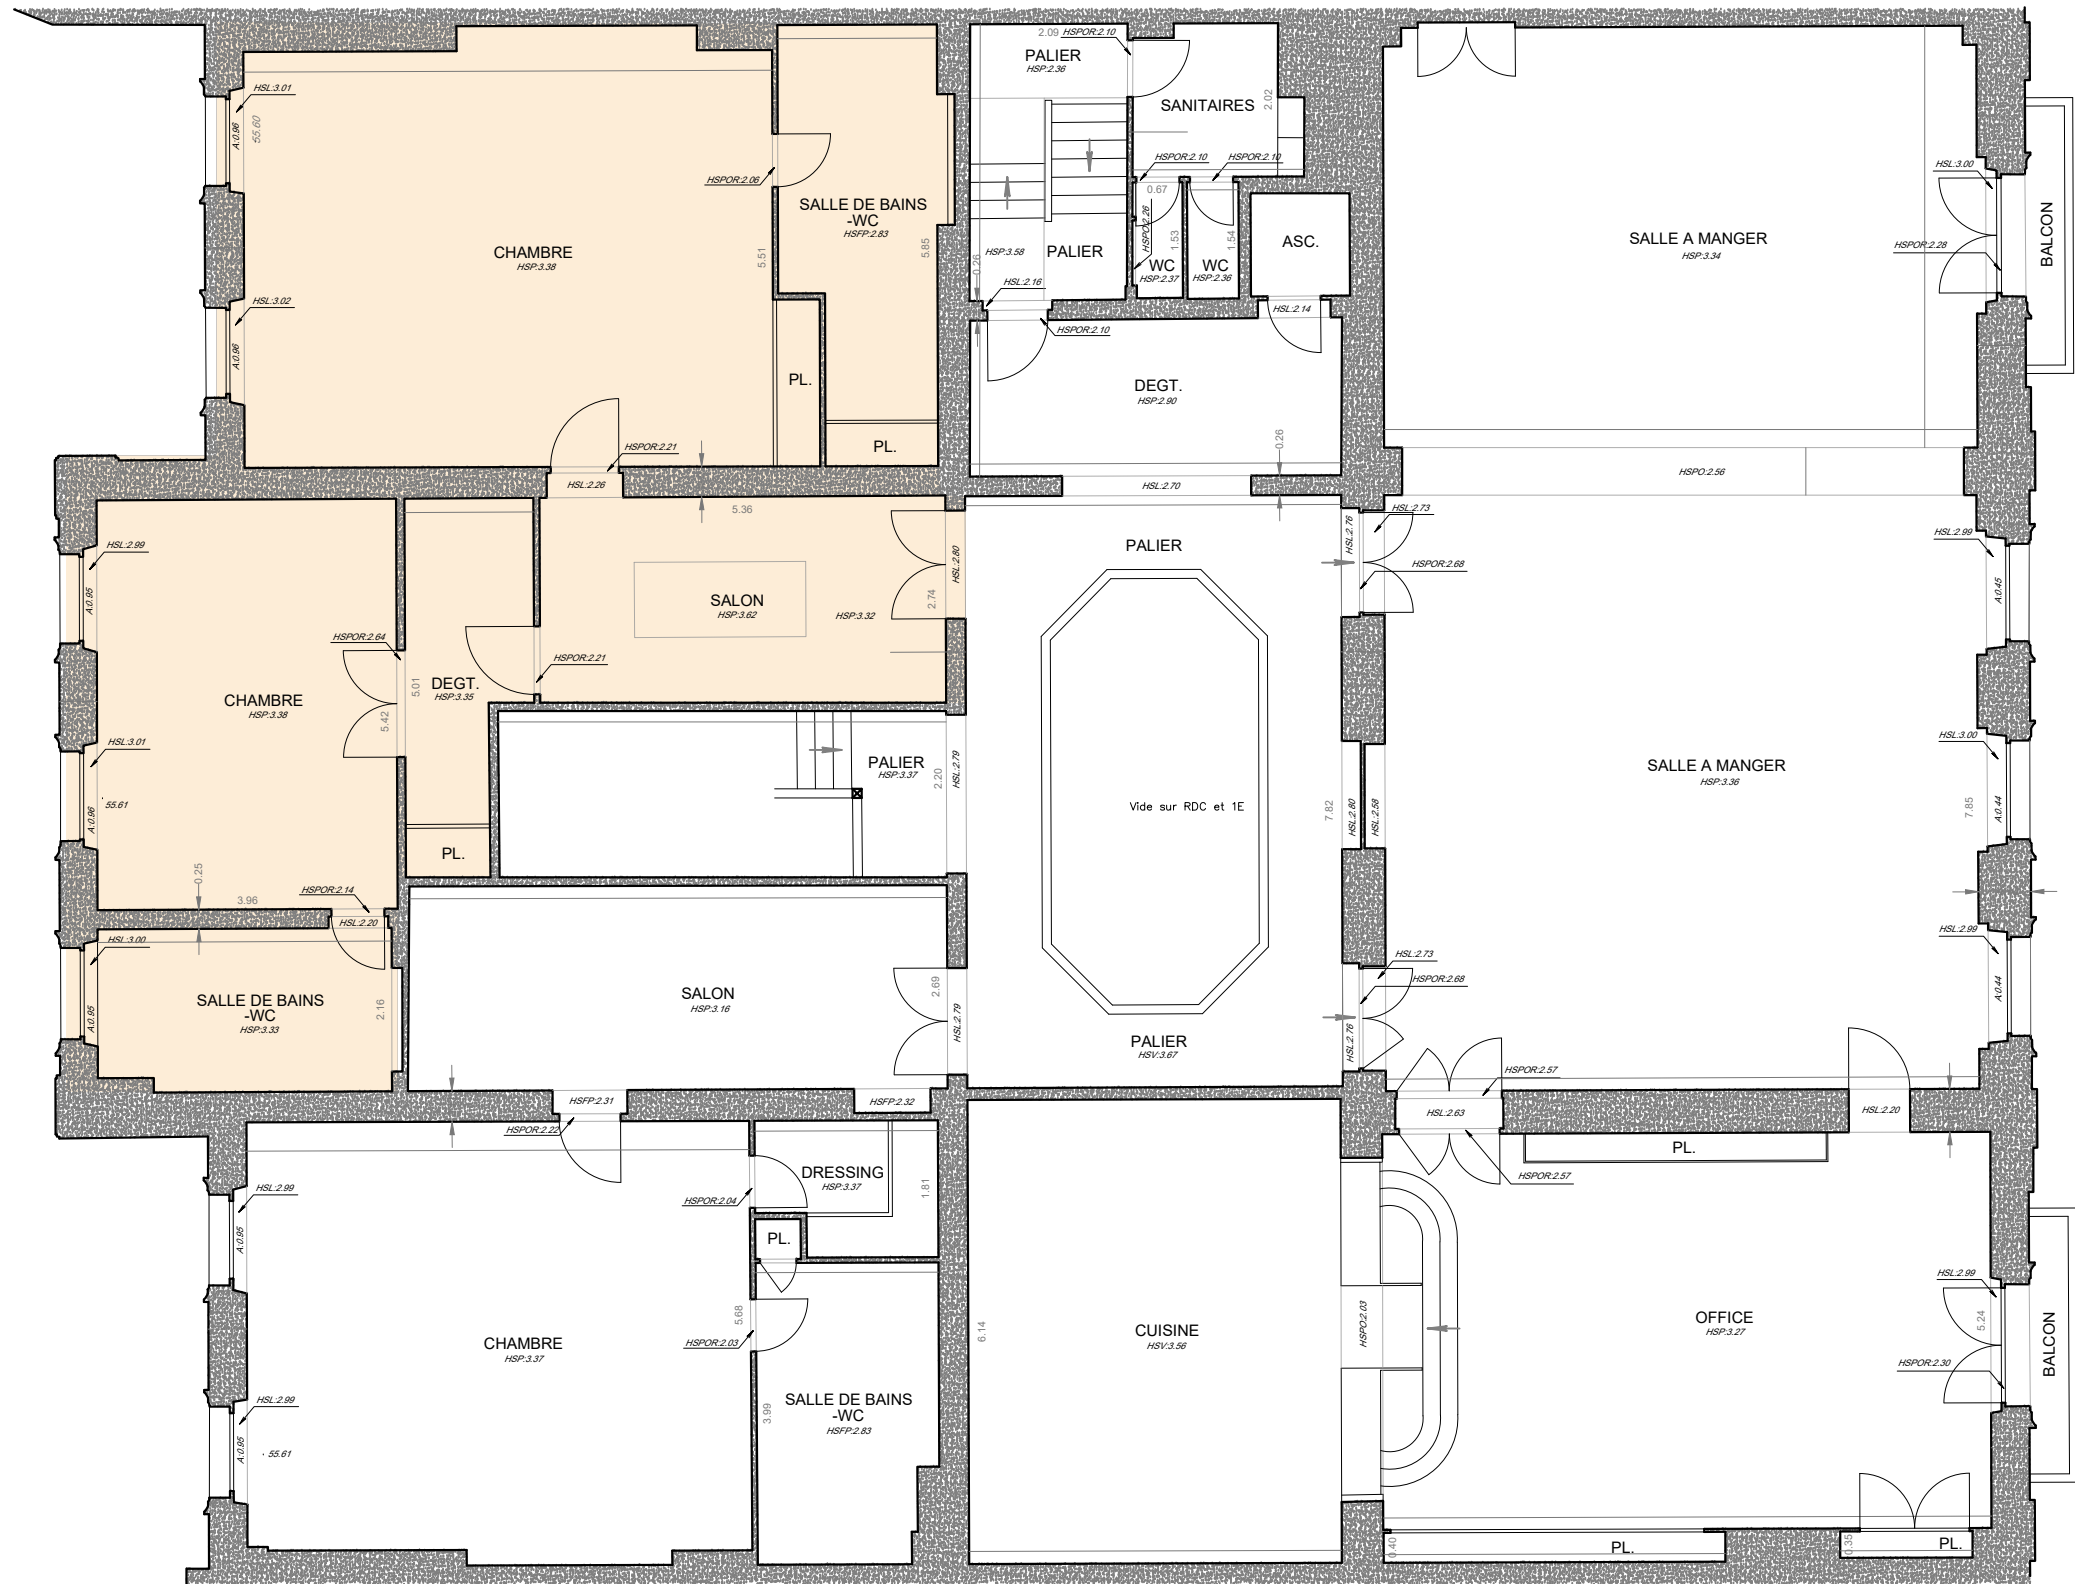 2.09
HSPOR:2.10
PALIER
HSP:2.36
HSL:3.01
A:0.96
55.60
SANITAIRES
2.02
HSPOR:2.06
HSPOR:2.10
HSPOR:2.10
HSL:3.00
0.67
SALLE DE BAINS
-WC
HSFP:2.83
CHAMBRE
HSP:3.38
5.51
5.85
HSP:3.58
PALIER
HSPO:2.26
1.53
1.54
ASC.
SALLE A MANGER
HSP:3.34
HSPOR:2.28
BALCON
0.26
WC
HSP:2.37
WC
HSP:2.36
HSL:3.02
HSL:2.16
HSL:2.14
A:0.96
HSPOR:2.10
PL.
DEGT.
HSP:2.90
HSPOR:2.21
PL.
0.26
HSPO:2.56
HSL:2.26
HSL:2.70
5.36
HSL:2.73
HSL:2.76
HSL:2.99
HSL:2.99
PALIER
HSL:2.80
HSPOR:2.68
A:0.95
SALON
HSP:3.62
2.74
HSP:3.32
A:0.45
HSPOR:2.64
HSPOR:2.21
DEGT.
HSP:3.35
5.01
CHAMBRE
HSP:3.38
5.42
HSL:3.01
HSL:3.00
PALIER
HSP:3.37
2.20
HSL:2.79
SALLE A MANGER
HSP:3.36
55.61
A:0.96
Vide sur RDC et 1E
7.82
HSL:2.80
HSL:2.58
7.85
A:0.44
PL.
0.25
3.96
HSPOR:2.14
HSL:2.20
HSL:2.99
HSL:3.00
HSL:2.73
HSPOR:2.68
SALLE DE BAINS
-WC
HSP:3.33
2.16
A:0.95
SALON
HSP:3.16
2.69
HSL:2.79
A:0.44
PALIER
HSV:3.67
HSL:2.76
HSPOR:2.57
HSFP:2.31
HSFP:2.32
HSL:2.63
HSL:2.20
HSPOR:2.22
PL.
DRESSING
HSP:3.37
1.81
HSPOR:2.57
HSL:2.99
HSPOR:2.04
A:0.95
PL.
HSL:2.99
5.68
6.14
CUISINE
HSV:3.56
HSPO:2.03
OFFICE
HSP:3.27
5.24
BALCON
CHAMBRE
HSP:3.37
HSPOR:2.03
HSPOR:2.30
HSL:2.99
SALLE DE BAINS
-WC
HSFP:2.83
3.99
A:0.95
55.61
0.40
PL.
0.35
PL.